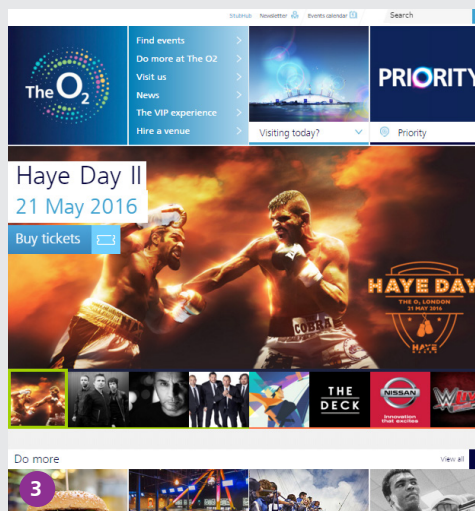 StubHub Newsletter Events calendar Search
Find events
Do more at The O2
Visit us
News
The VIP experience
Hire a venue
The O2
Visiting today?
PRIORITY
Priority
Haye Day II
21 May 2016
Buy tickets
COBRA
HAYE DAY
THE O2, LONDON
21 MAY 2016
HAYE
THE DECK
NISSAN
Innovation
that excites
Do more View all
3